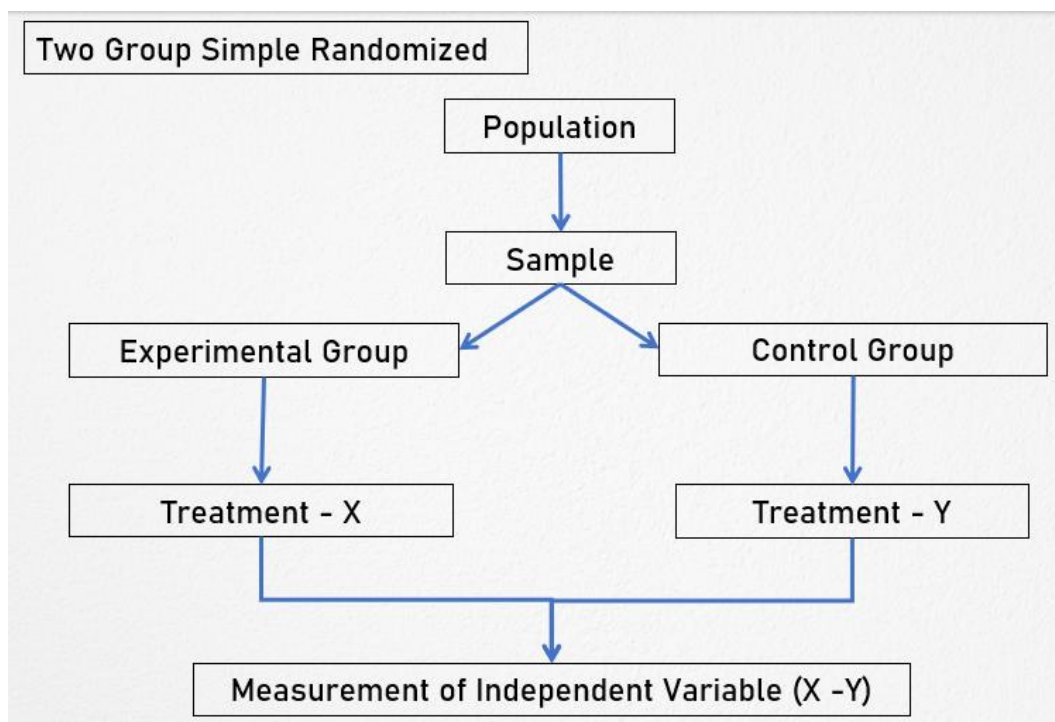 Two Group Simple Randomized
Population
Sample
Experimental Group
Control Group
Treatment - X
Treatment - Y
Measurement of Independent Variable (X -Y)